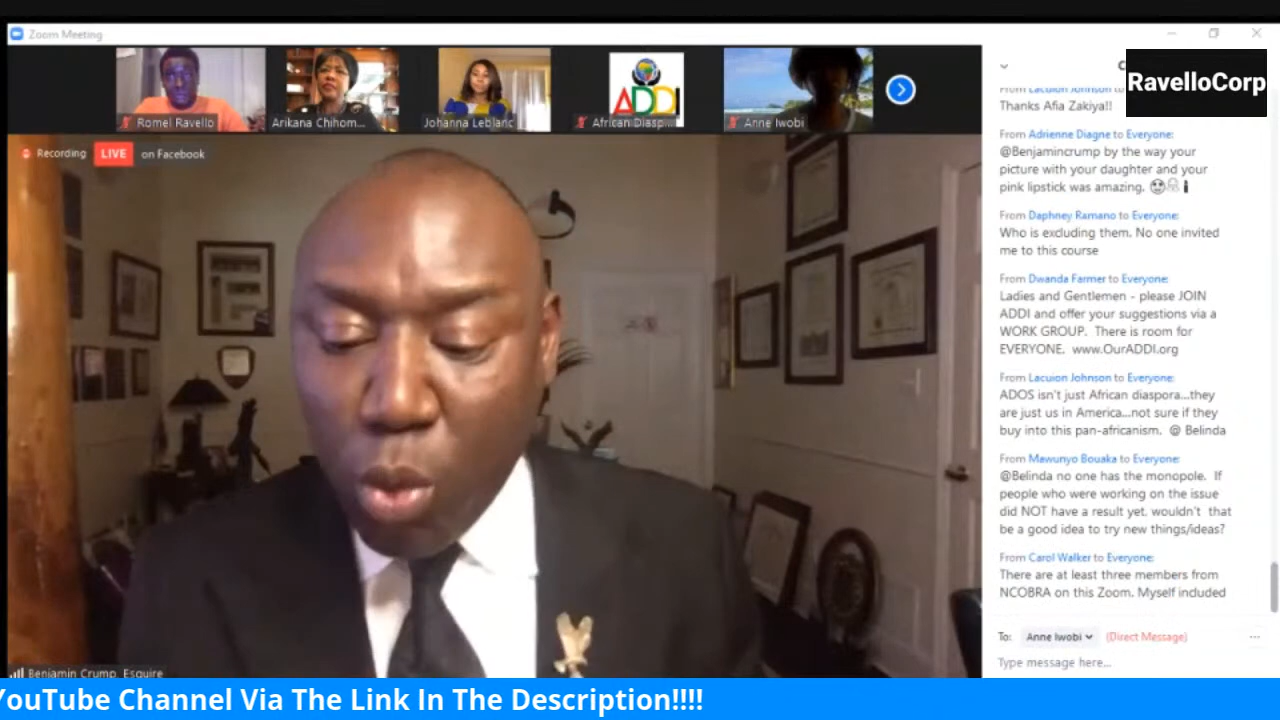 Zoom Meeting
Romel Ravello
Arikana Chihom...
Johanna Leblanc
ADDI
African Diasp...
Anne Iwobi
RavelloCorp
Recording
LIVE
on Facebook
From Lacuion Johnson to
Thanks Afia Zakiya!!
From Adrienne Diagne to Everyone:
@Benjamincrump by the way your
picture with your daughter and your
pink lipstick was amazing.
From Daphney Ramano to Everyone:
Who is excluding them. No one invited
me to this course
From Dwanda Farmer to Everyone:
Ladies and Gentlemen - please JOIN
ADDI and offer your suggestions via a
WORK GROUP. There is room for
EVERYONE. www.OurADDI.org
From Lacuion Johnson to Everyone:
ADOS isn't just African diaspora...they
are just us in America...not sure if they
buy into this pan-africanism. @ Belinda
From Mawunyo Bouaka to Everyone:
@Belinda no one has the monopole. If
people who were working on the issue
did NOT have a result yet. wouldn't that
be a good idea to try new things/ideas?
From Carol Walker to Everyone:
There are at least three members from
NCOBRA on this Zoom. Myself included
To: Anne Iwobi (Direct Message)
Type message here...
Benjamin Crump, Esquire
YouTube Channel Via The Link In The Description!!!!